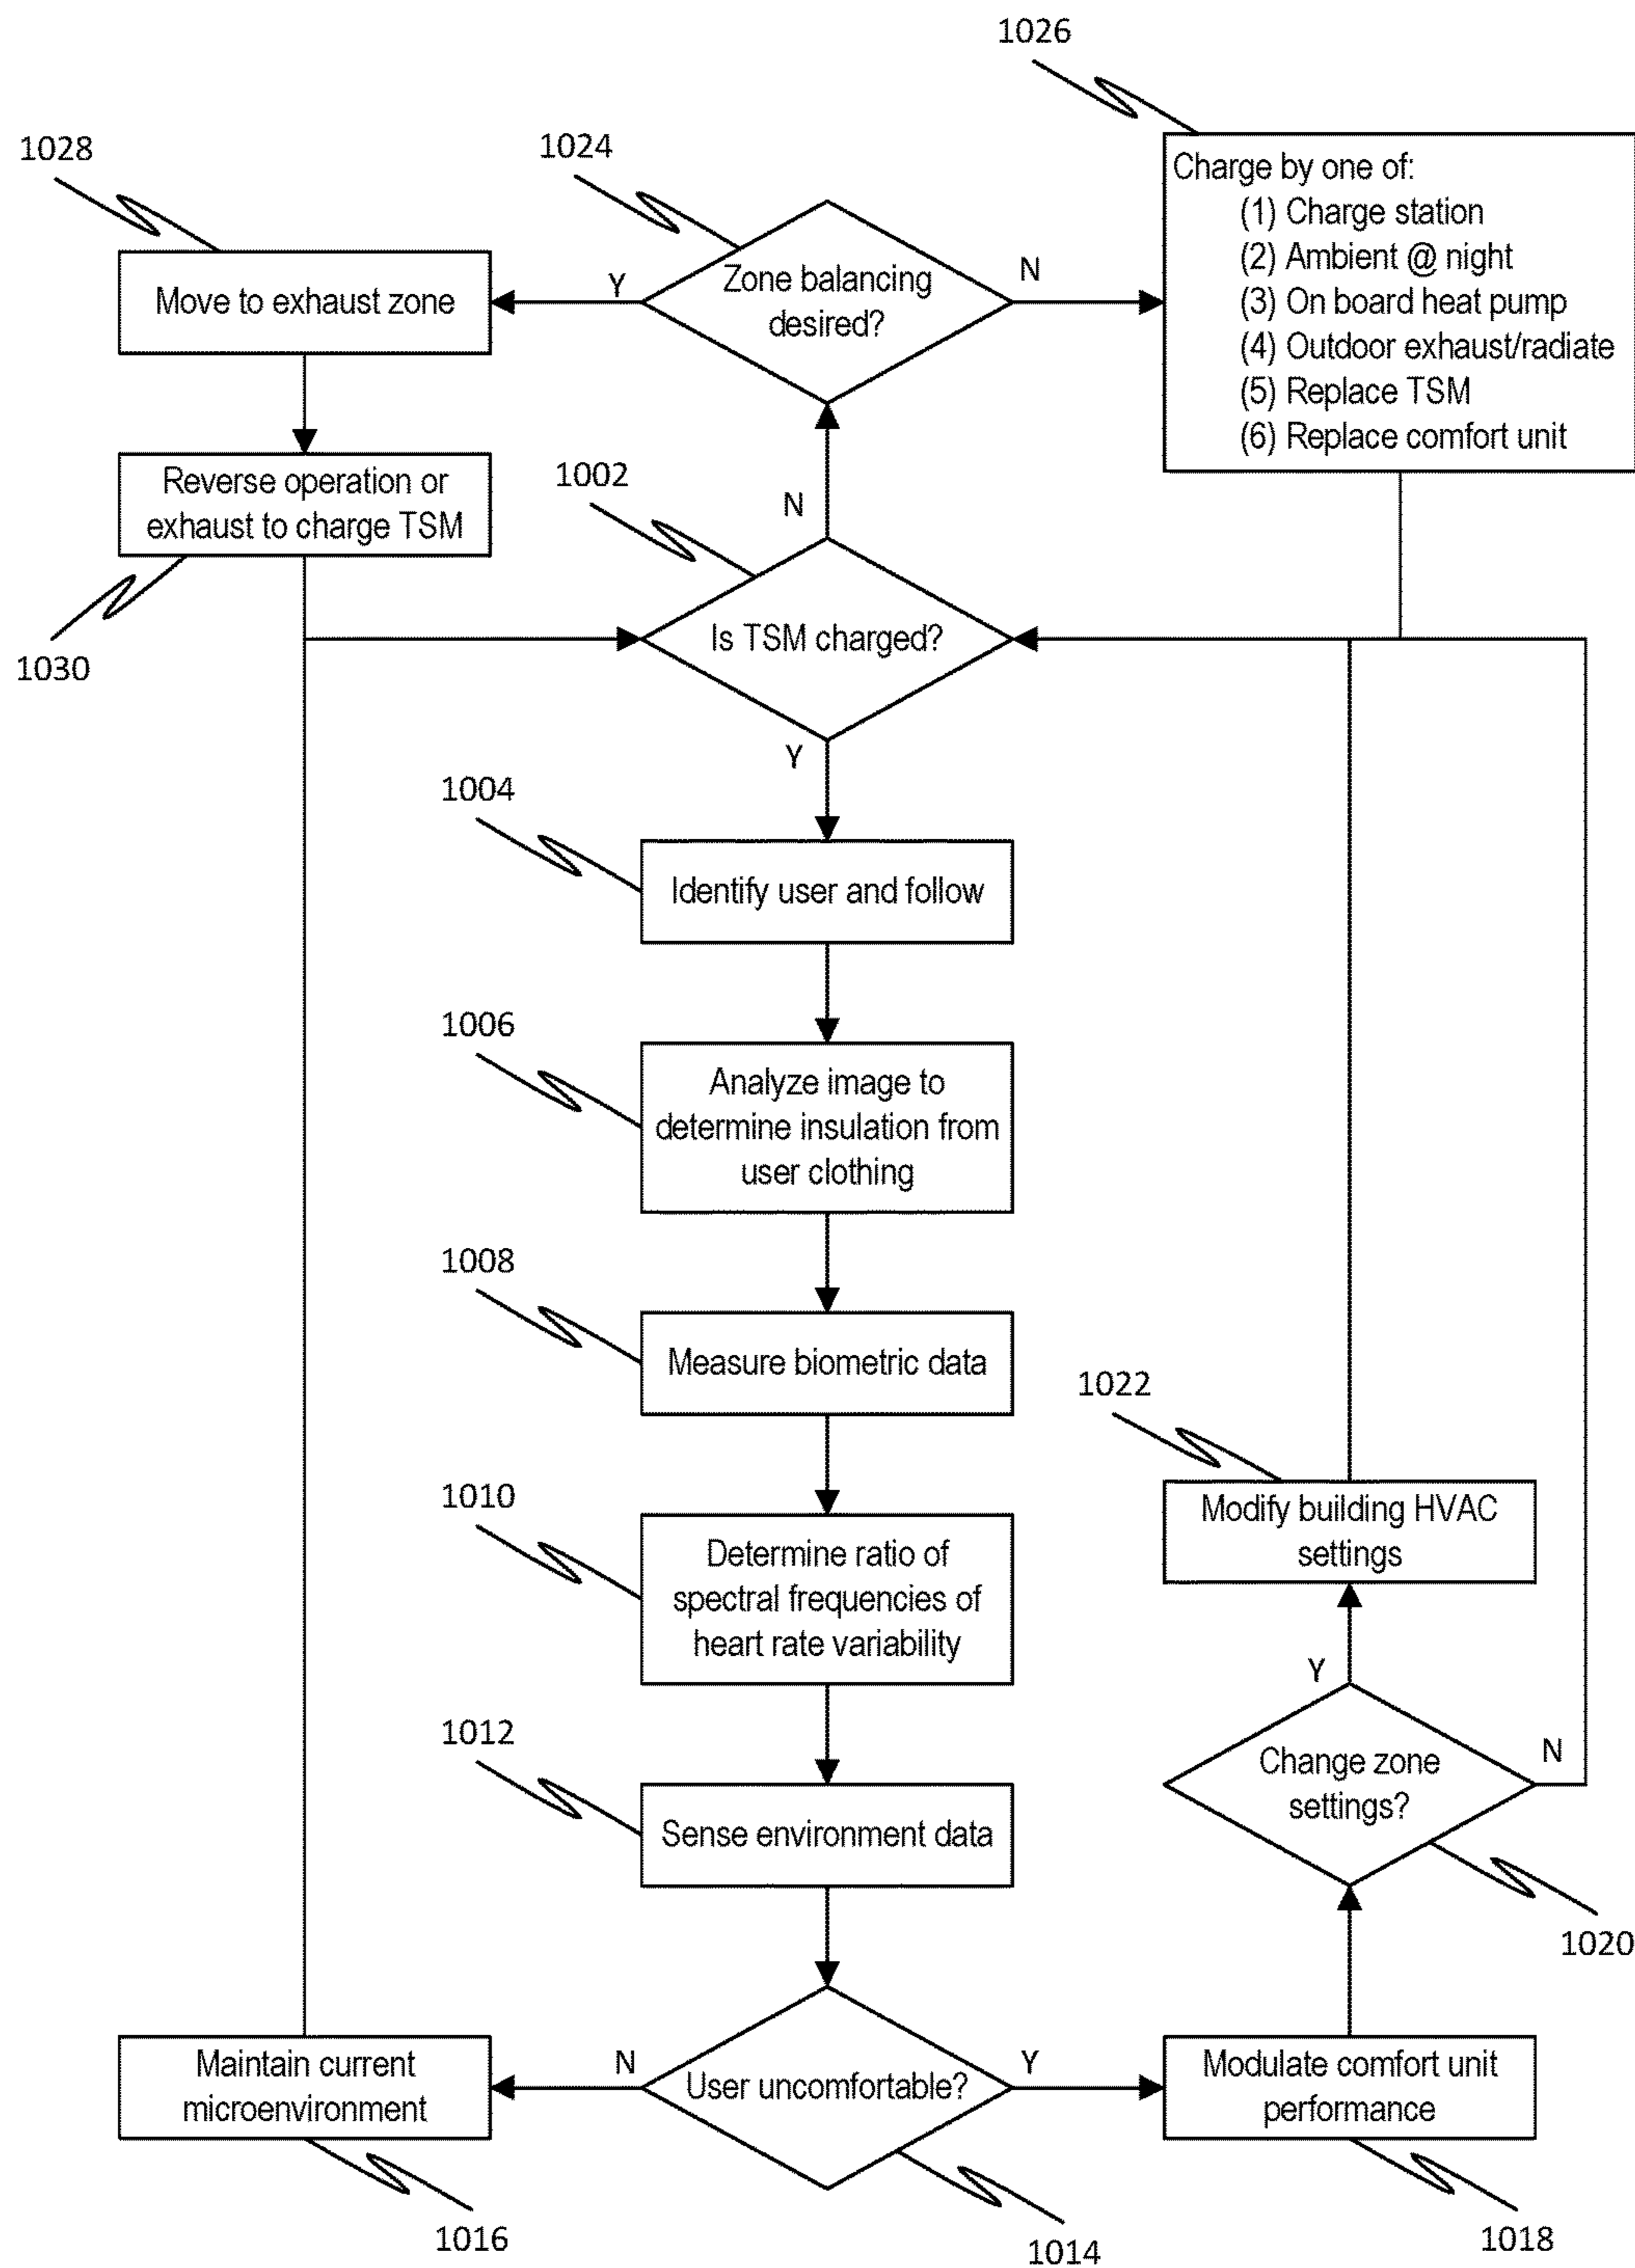 1026
1028
1024
Charge by one of:
(1) Charge station
(2) Ambient @ night
(3) On board heat pump
(4) Outdoor exhaust/radiate
(5) Replace TSM
(6) Replace comfort unit
Move to exhaust zone
Y
Zone balancing
desired?
N
Reverse operation or
exhaust to charge TSM
1002
N
1030
Is TSM charged?
Y
1004
Identify user and follow
1006
Analyze image to
determine insulation from
user clothing
1008
Measure biometric data
1022
Modify building HVAC
settings
1010
Determine ratio of
spectral frequencies of
heart rate variability
Y
1012
Change zone
settings?
N
Sense environment data
1020
Maintain current
microenvironment
N
User uncomfortable?
Y
Modulate comfort unit
performance
1016
1014
1018